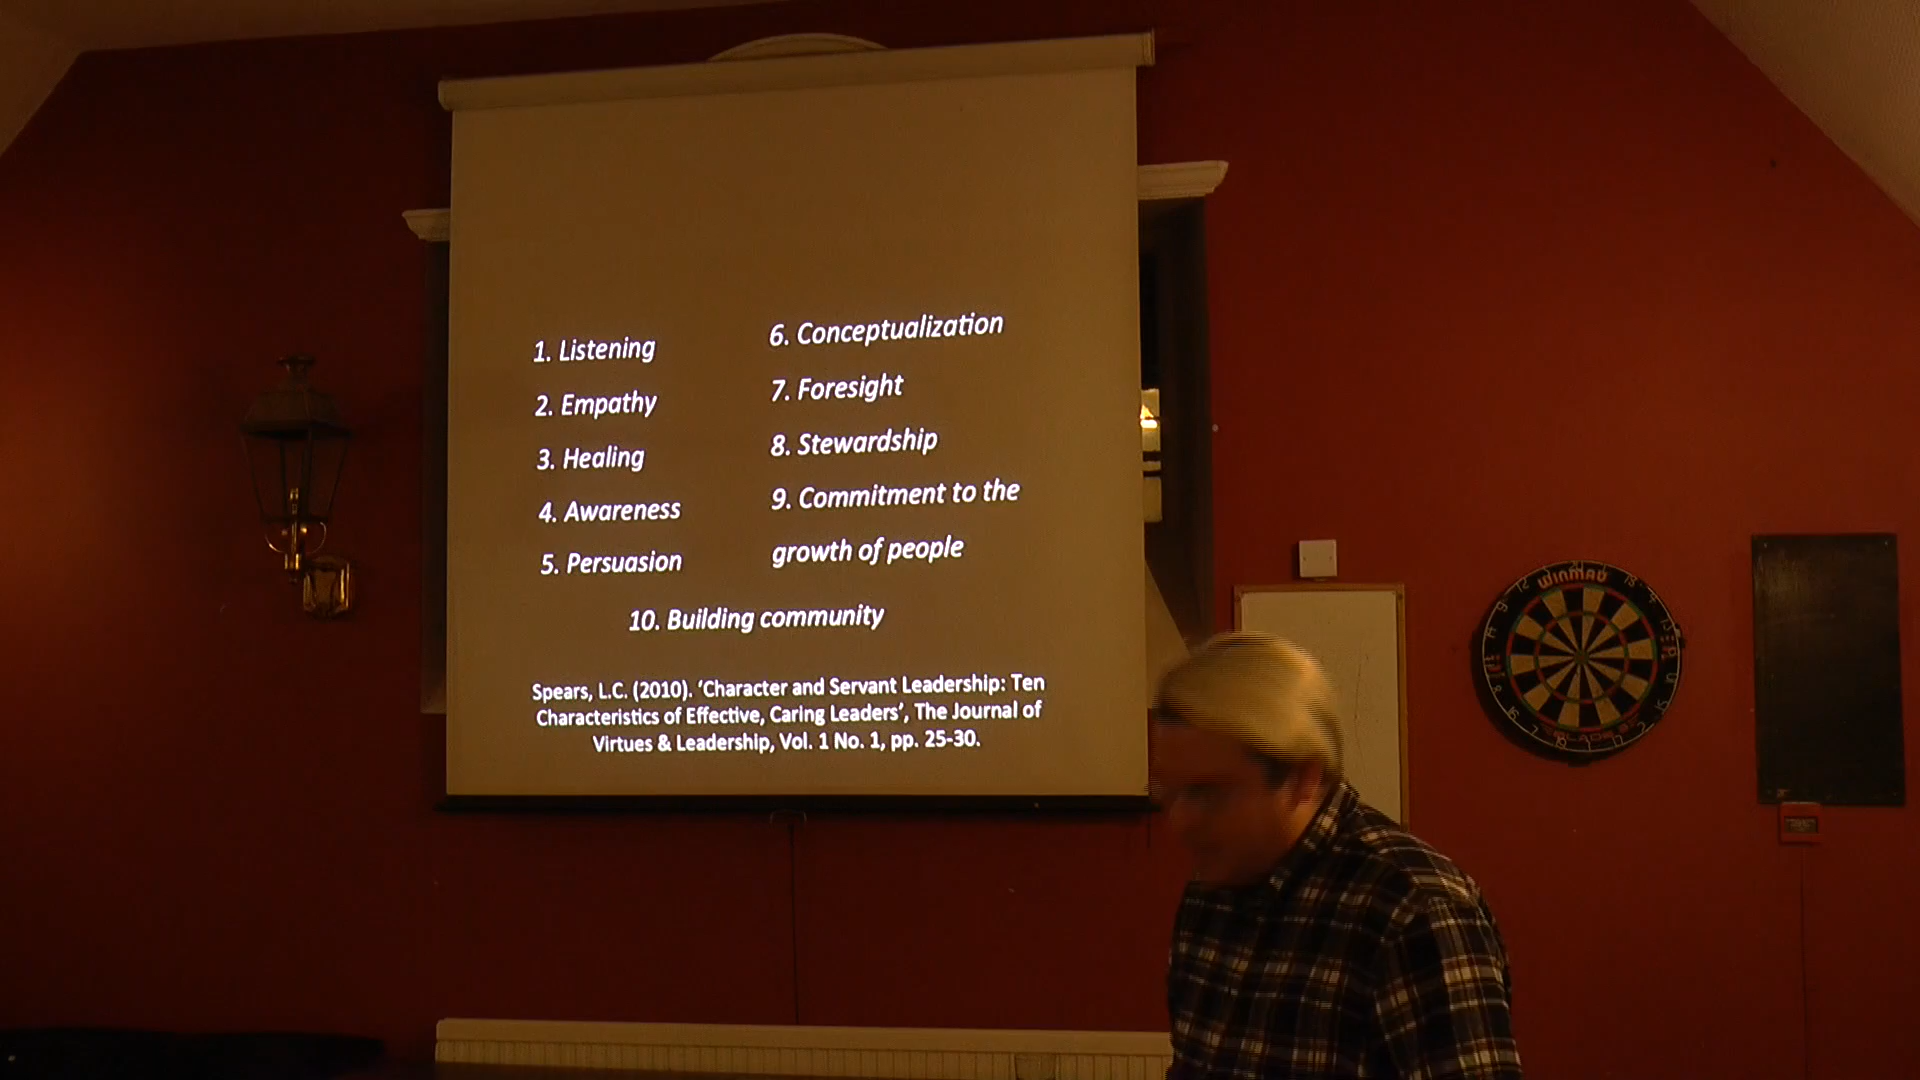 1. Listening
2. Empathy
3. Healing
4. Awareness
5. Persuasion
6. Conceptualization
7. Foresight
8. Stewardship
9. Commitment to the
growth of people
10. Building community
Spears, L.C. (2010). ‘Character and Servant Leadership: Ten
Characteristics of Effective, Caring Leaders’, The Journal of
Virtues & Leadership, Vol. 1 No. 1, pp. 25-30.
WINMAU